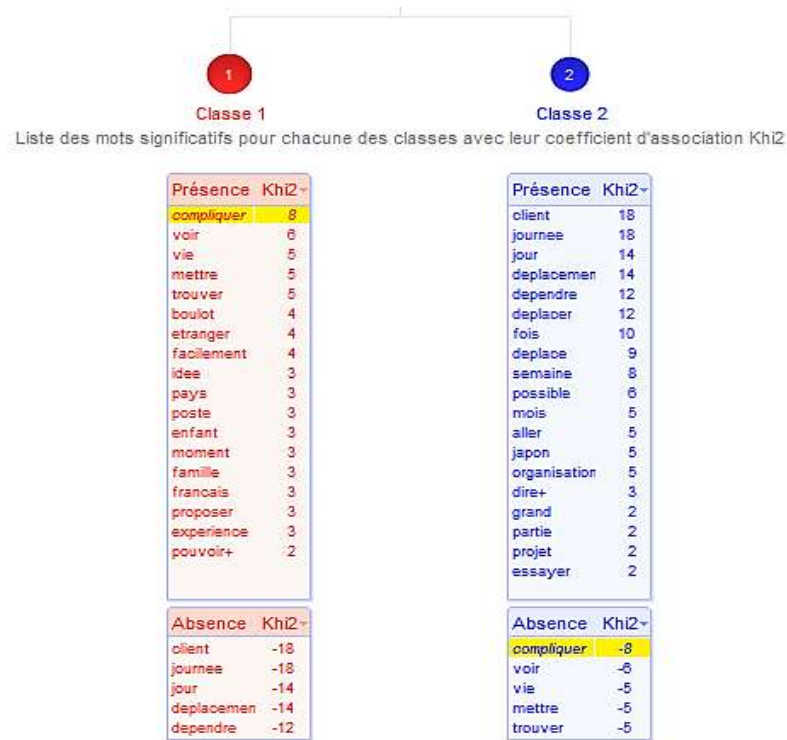 1
2
Classe 1
Classe 2
Liste des mots significatifs pour chacune des classes avec leur coefficient d'association Khi2
Présence Khi2
compliquer 8
voir 6
vie 5
mettre 5
trouver 5
boulot 4
etranger 4
facilement 4
idee 3
pays 3
poste 3
enfant 3
moment 3
famille 3
francais 3
proposer 3
experience 3
pouvoir+ 2
Absence Khi2
client -18
journee -18
jour -14
deplacemen -14
dependre -12
Présence Khi2
client 18
journee 18
jour 14
deplacemen 14
dependre 12
deplacer 12
fois 10
deplace 9
semaine 8
possible 6
mois 5
aller 5
japon 5
organisation 5
dire+ 3
grand 2
partie 2
projet 2
essayer 2
Absence Khi2
compliquer -8
voir -6
vie -5
mettre -5
trouver -5